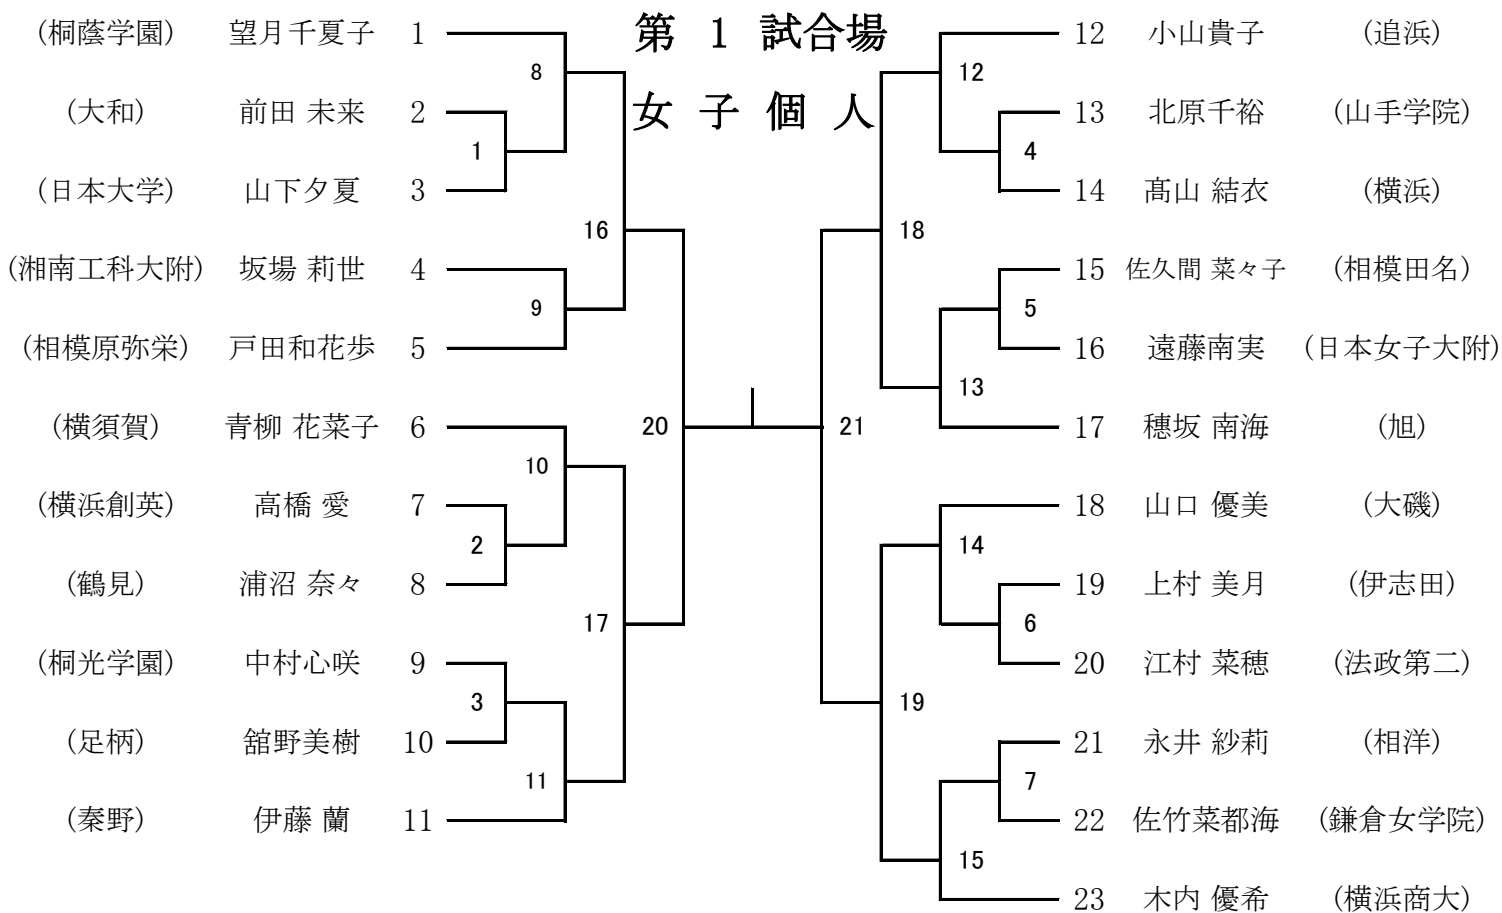 第 1 試合場
女 子 個 人
(桐蔭学園) 望月千夏子 1
8
(大和) 前田 未来 2
1
(日本大学) 山下夕夏 3
16
(湘南工科大附) 坂場 莉世 4
9
(相模原弥栄) 戸田和花歩 5
20
(横須賀) 青柳 花菜子 6
10
(横浜創英) 高橋 愛 7
2
(鶴見) 浦沼 奈々 8
17
(桐光学園) 中村心咲 9
3
(足柄) 舘野美樹 10
11
(秦野) 伊藤 蘭 11
12 小山貴子 (追浜)
12
13 北原千裕 (山手学院)
4
14 髙山 結衣 (横浜)
18
15 佐久間 菜々子 (相模田名)
5
16 遠藤南実 (日本女子大附)
13
17 穂坂 南海 (旭)
21
18 山口 優美 (大磯)
14
19 上村 美月 (伊志田)
6
20 江村 菜穂 (法政第二)
19
21 永井 紗莉 (相洋)
7
22 佐竹菜都海 (鎌倉女学院)
15
23 木内 優希 (横浜商大)